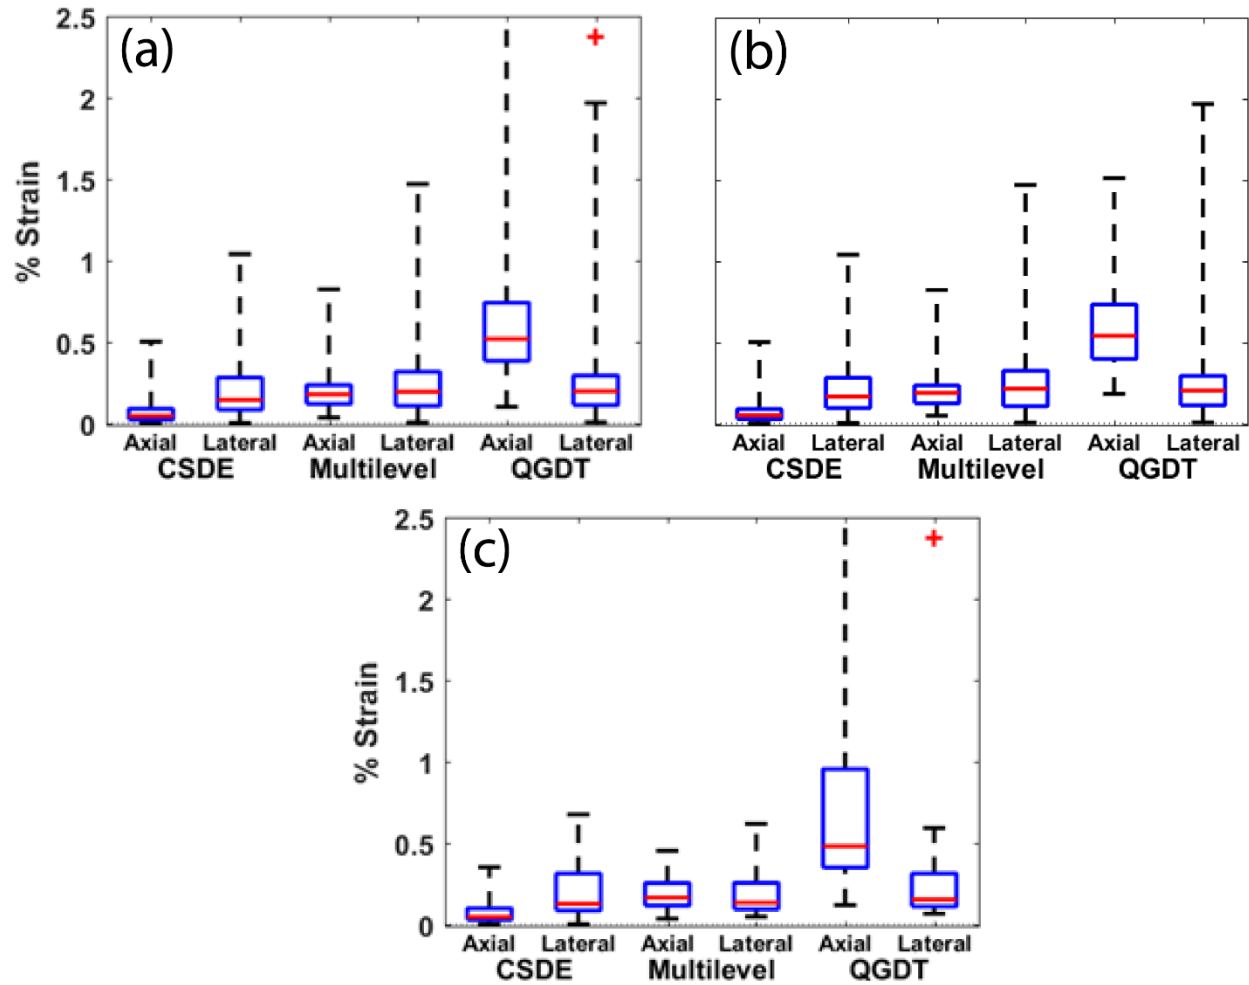 (a)
2.5
2
1.5
1
0.5
0
% Strain
Axial Lateral Axial Lateral Axial Lateral
CSDE Multilevel QGDT
(b)
Axial Lateral Axial Lateral Axial Lateral
CSDE Multilevel QGDT
(c)
2.5
2
1.5
1
0.5
0
% Strain
Axial Lateral Axial Lateral Axial Lateral
CSDE Multilevel QGDT